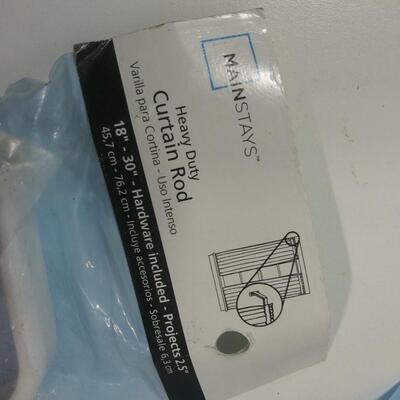 MAINSTAYS™
Heavy Duty
Curtain Rod
Varilla para Cortina - Uso Intenso
18" - 30" - Hardware included - Projects 2.5"
45,7 cm - 76,2 cm - Incluye accesorios - Sobresale 6,3 cm